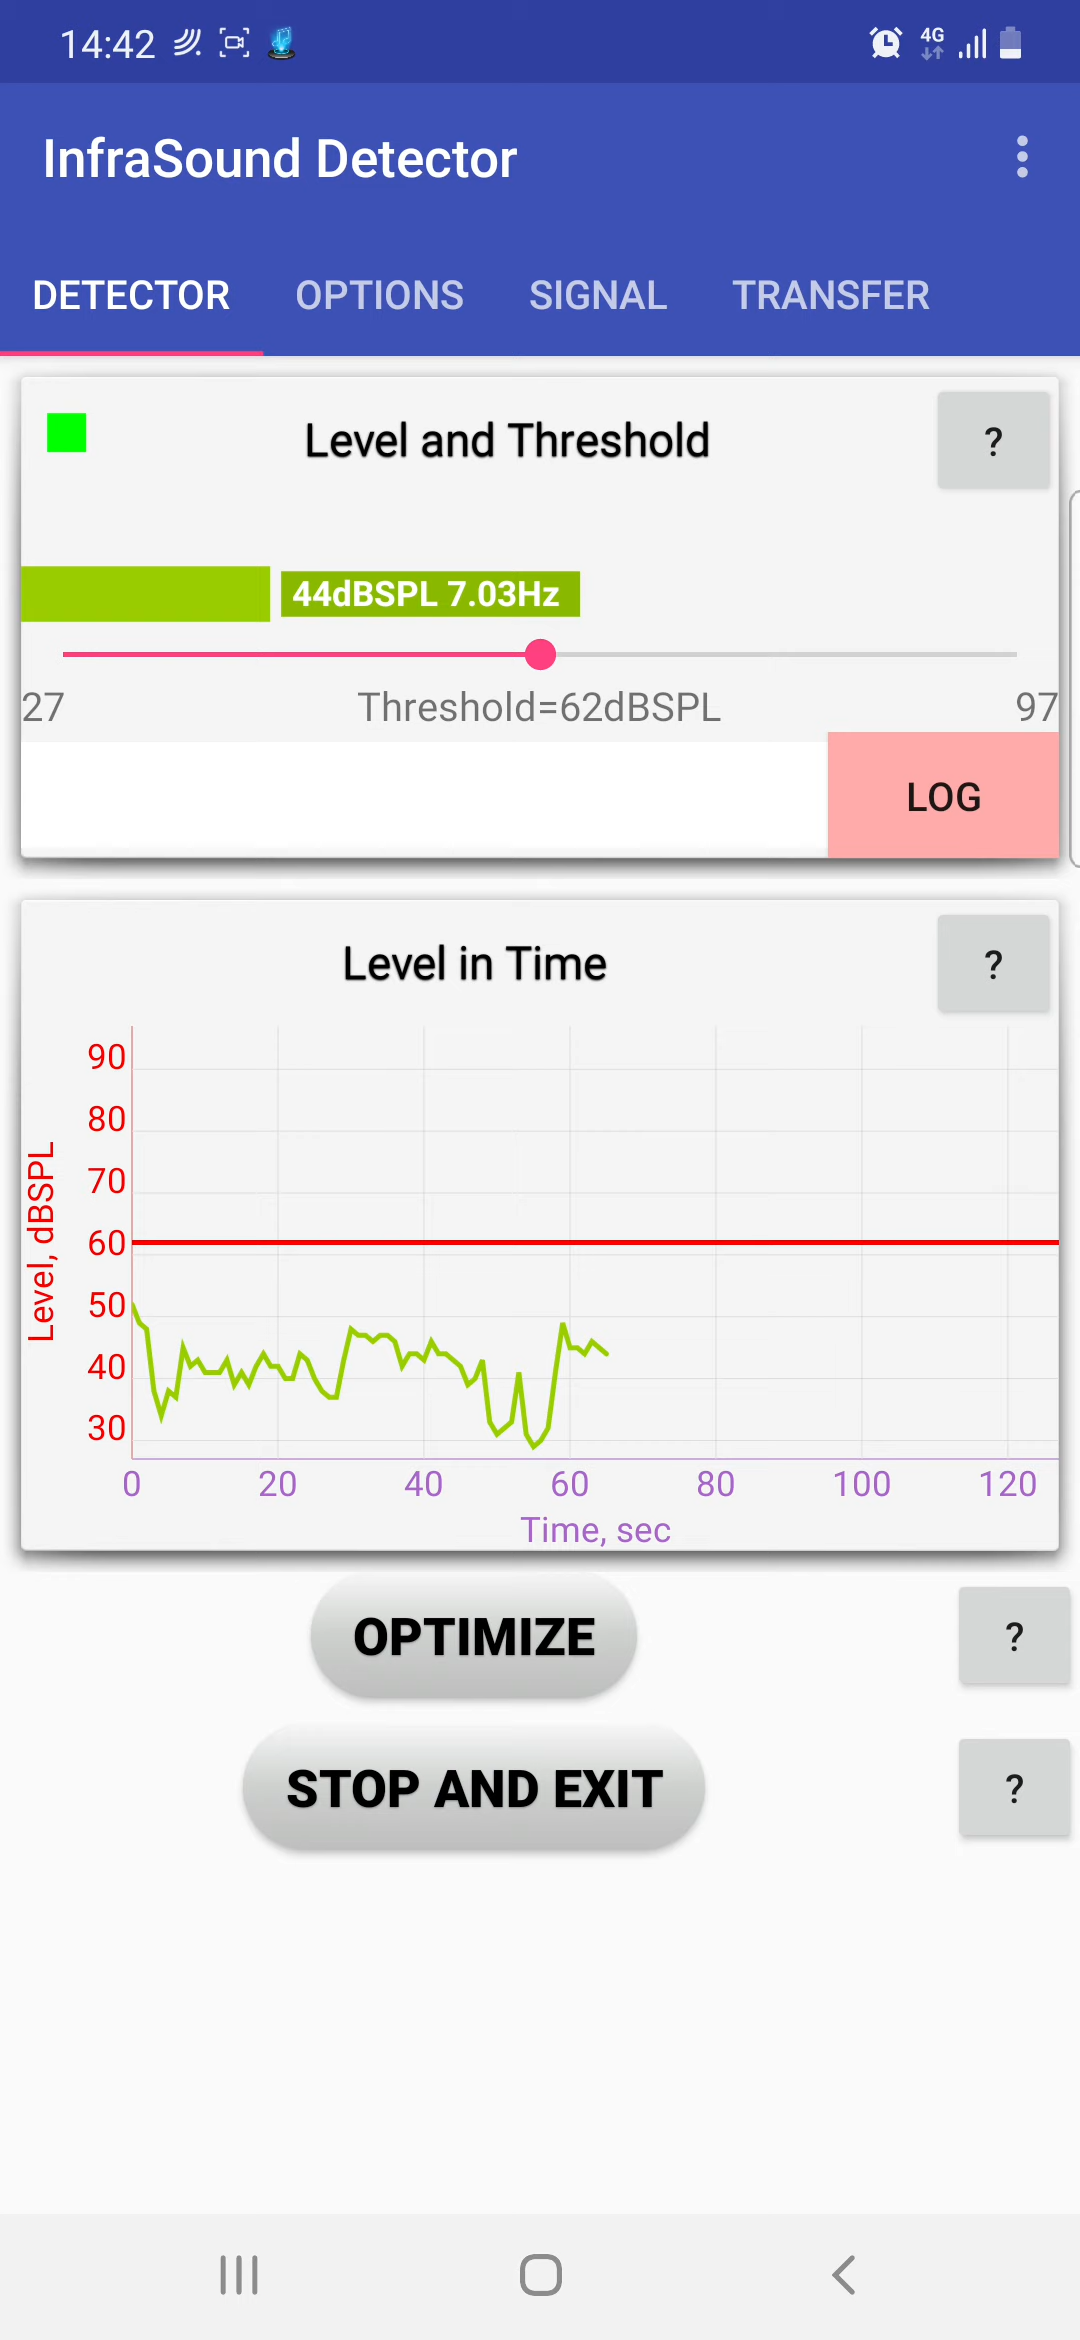 14:42 4G
InfraSound Detector
DETECTOR OPTIONS SIGNAL TRANSFER
Level and Threshold ?
44dBSPL 7.03Hz
27 Threshold=62dBSPL 97
LOG
Level in Time ?
90
80
70
60
50
40
30
Level, dBSPL
0 20 40 60 80 100 120
Time, sec
OPTIMIZE ?
STOP AND EXIT ?